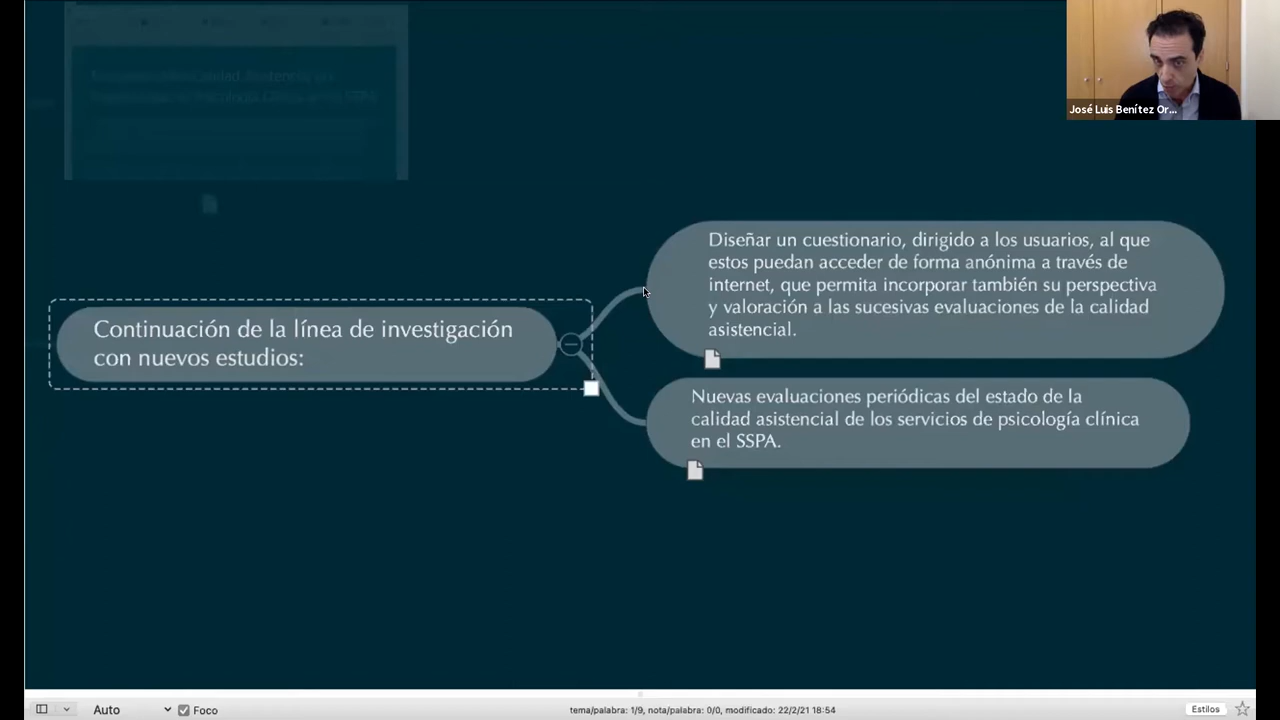 José Luis Benítez Or...
Continuación de la línea de investigación
con nuevos estudios:
Diseñar un cuestionario, dirigido a los usuarios, al que
estos puedan acceder de forma anónima a través de
internet, que permita incorporar también su perspectiva
y valoración a las sucesivas evaluaciones de la calidad
asistencial.
Nuevas evaluaciones periódicas del estado de la
calidad asistencial de los servicios de psicología clínica
en el SSPA.
Auto
Foco
tema/palabra: 1/9, nota/palabra: 0/0, modificado: 22/2/21 18:54
Estilos